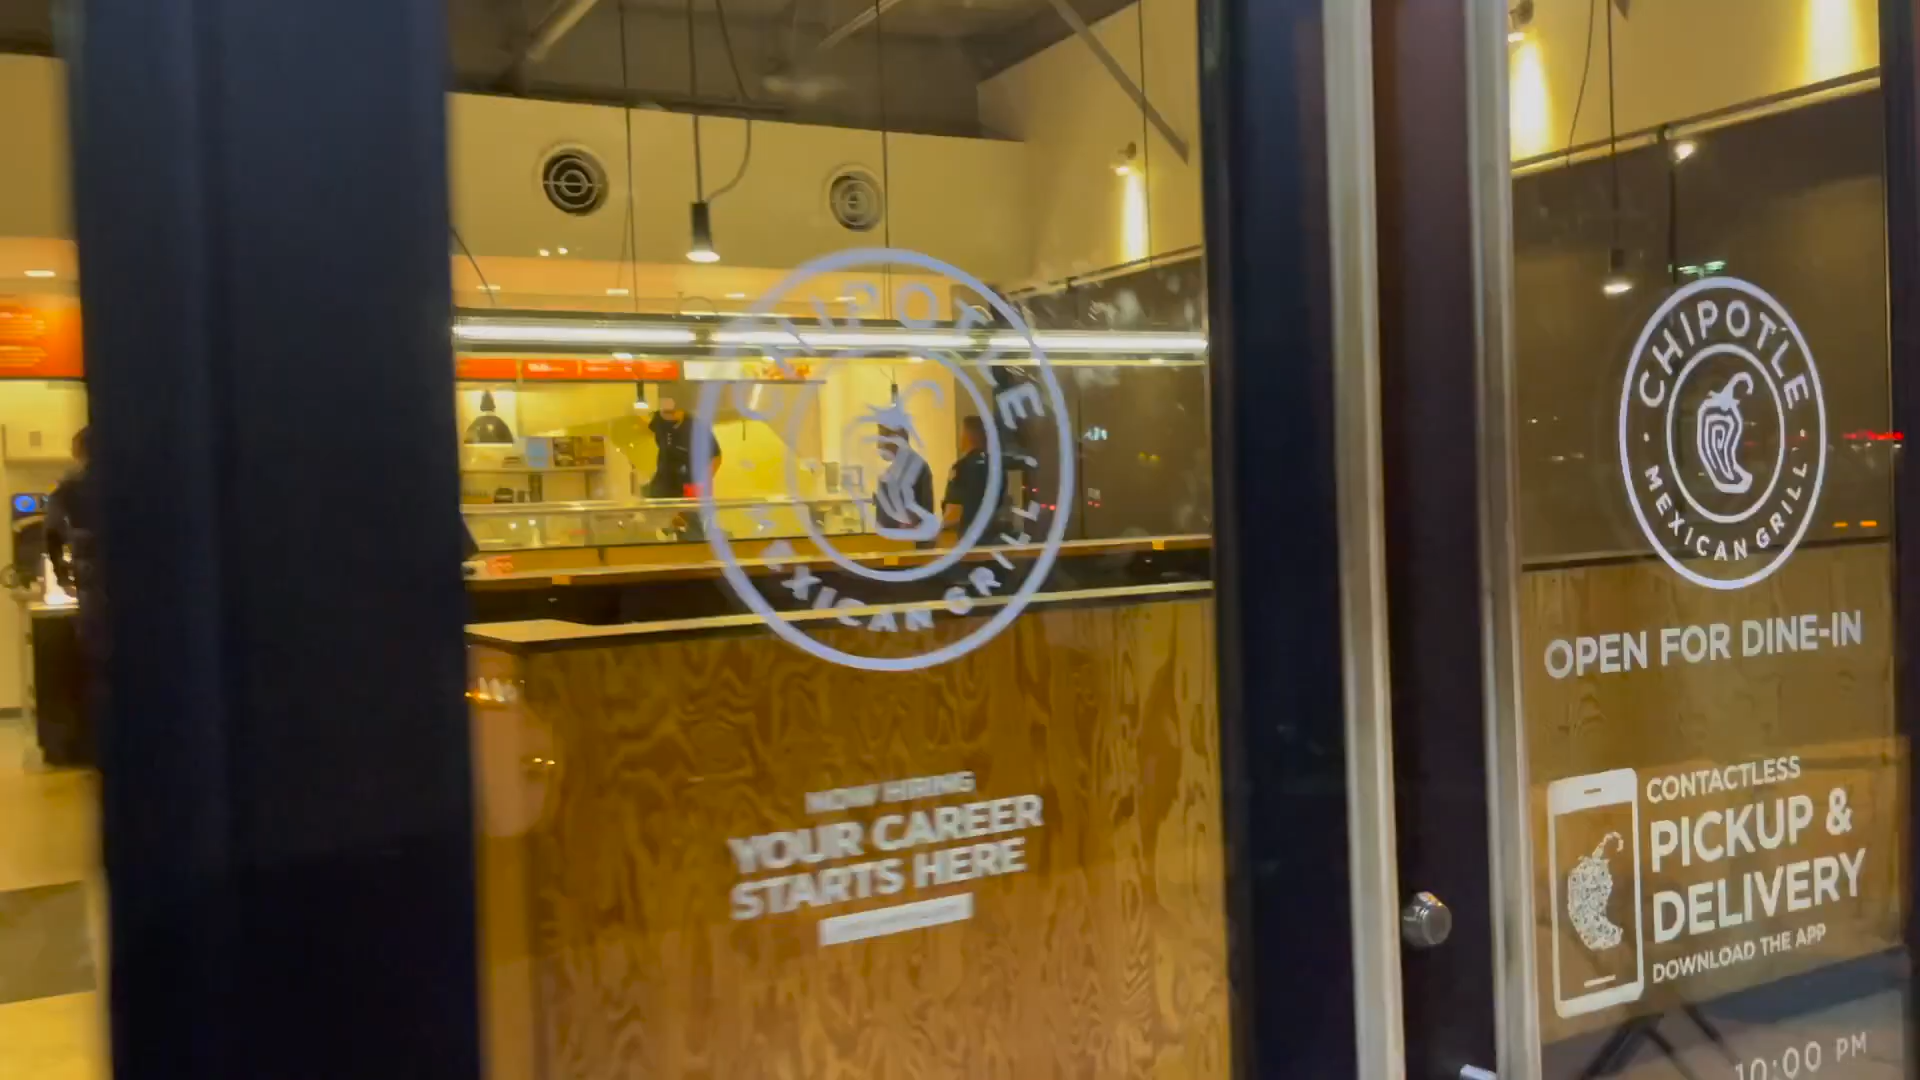 CHIPOTLE
MEXICAN GRILL
NOW HIRING
YOUR CAREER
STARTS HERE
CHIPOTLE
MEXICAN GRILL
OPEN FOR DINE-IN
CONTACTLESS
PICKUP &
DELIVERY
DOWNLOAD THE APP
10:00 PM